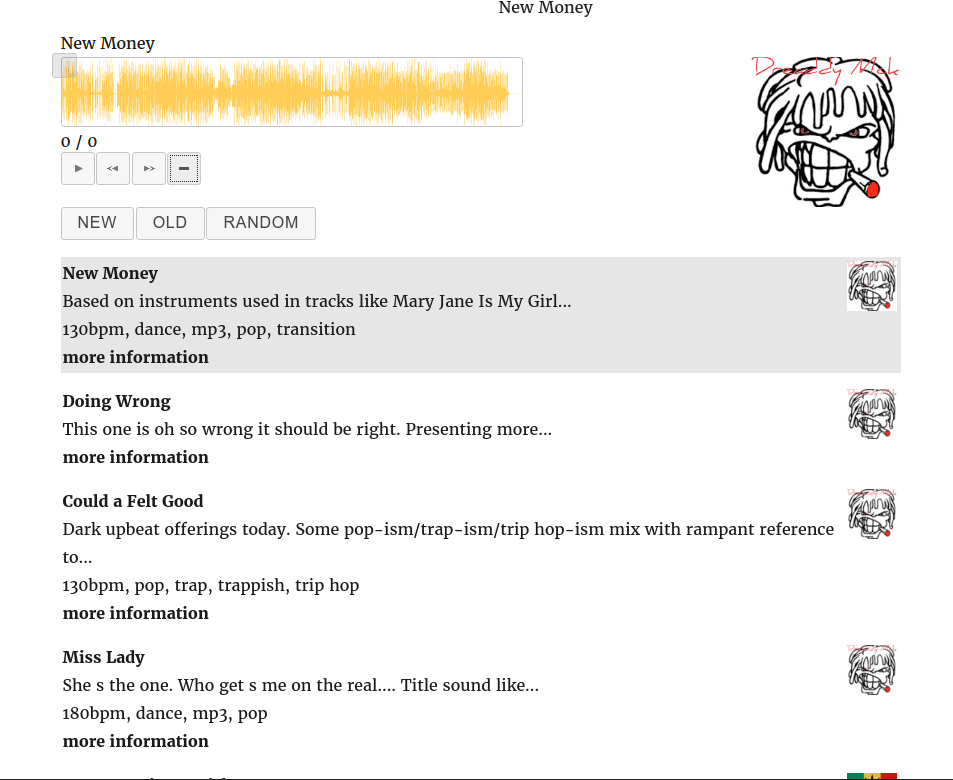 New Money
New Money
Dreaddy Nick
0 / 0
NEW OLD RANDOM
New Money
Based on instruments used in tracks like Mary Jane Is My Girl...
130bpm, dance, mp3, pop, transition
more information
Doing Wrong
This one is oh so wrong it should be right. Presenting more...
more information
Could a Felt Good
Dark upbeat offerings today. Some pop-ism/trap-ism/trip hop-ism mix with rampant reference
to...
130bpm, pop, trap, trappish, trip hop
more information
Miss Lady
She s the one. Who get s me on the real.... Title sound like...
180bpm, dance, mp3, pop
more information